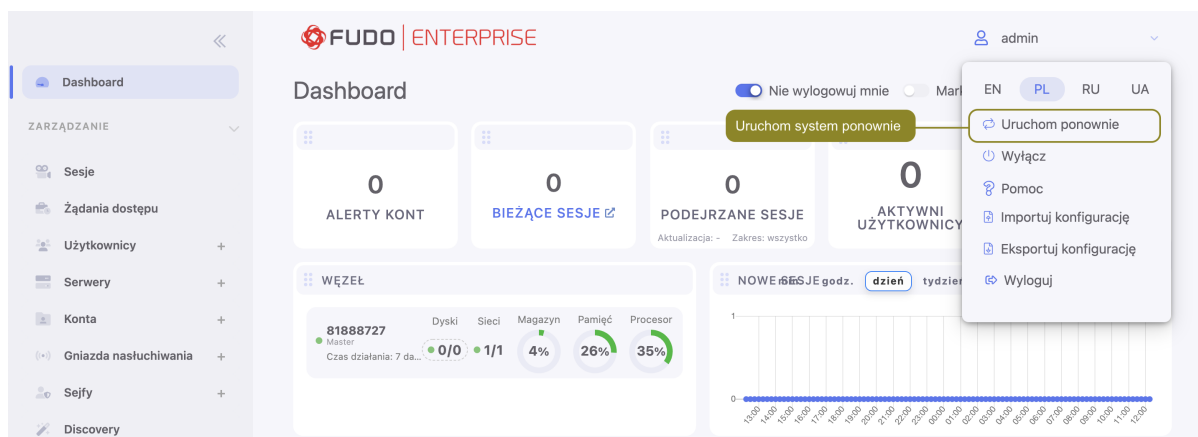 FUDO ENTERPRISE
admin
Dashboard
ZARZĄDZANIE
Sesje
Żądania dostępu
Użytkownicy +
Serwery +
Konta +
Gniazda nasłuchiwania +
Sejfy +
Discovery
Dashboard
Nie wylogowuj mnie
EN PL RU UA
Uruchom system ponownie
Uruchom ponownie
Wyłącz
Pomoc
Importuj konfigurację
Eksportuj konfigurację
Wyloguj
0
ALERTY KONT
0
BIEŻĄCE SESJE
0
PODEJRZANE SESJE
Aktualizacja: - Zakres: wszystko
0
AKTYWNI
UŻYTKOWNICY
WĘZEŁ
81888727
Master
Czas działania: 7 da...
Dyski Sieci Magazyn Pamięć Procesor
0/0 1/1 4% 26% 35%
NOWE SESJE godz. dzień
1
0
13:00 14:00 15:00 16:00 17:00 18:00 19:00 20:00 21:00 22:00 23:00 00:00 01:00 02:00 03:00 04:00 05:00 06:00 07:00 08:00 09:00 10:00 11:00 12:00